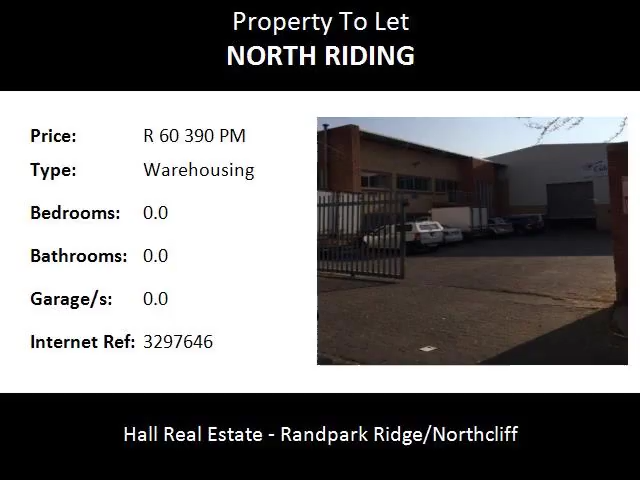 Property To Let
NORTH RIDING
Price: R 60 390 PM
Type: Warehousing
Bedrooms: 0.0
Bathrooms: 0.0
Garage/s: 0.0
Internet Ref: 3297646
Hall Real Estate - Randpark Ridge/Northcliff